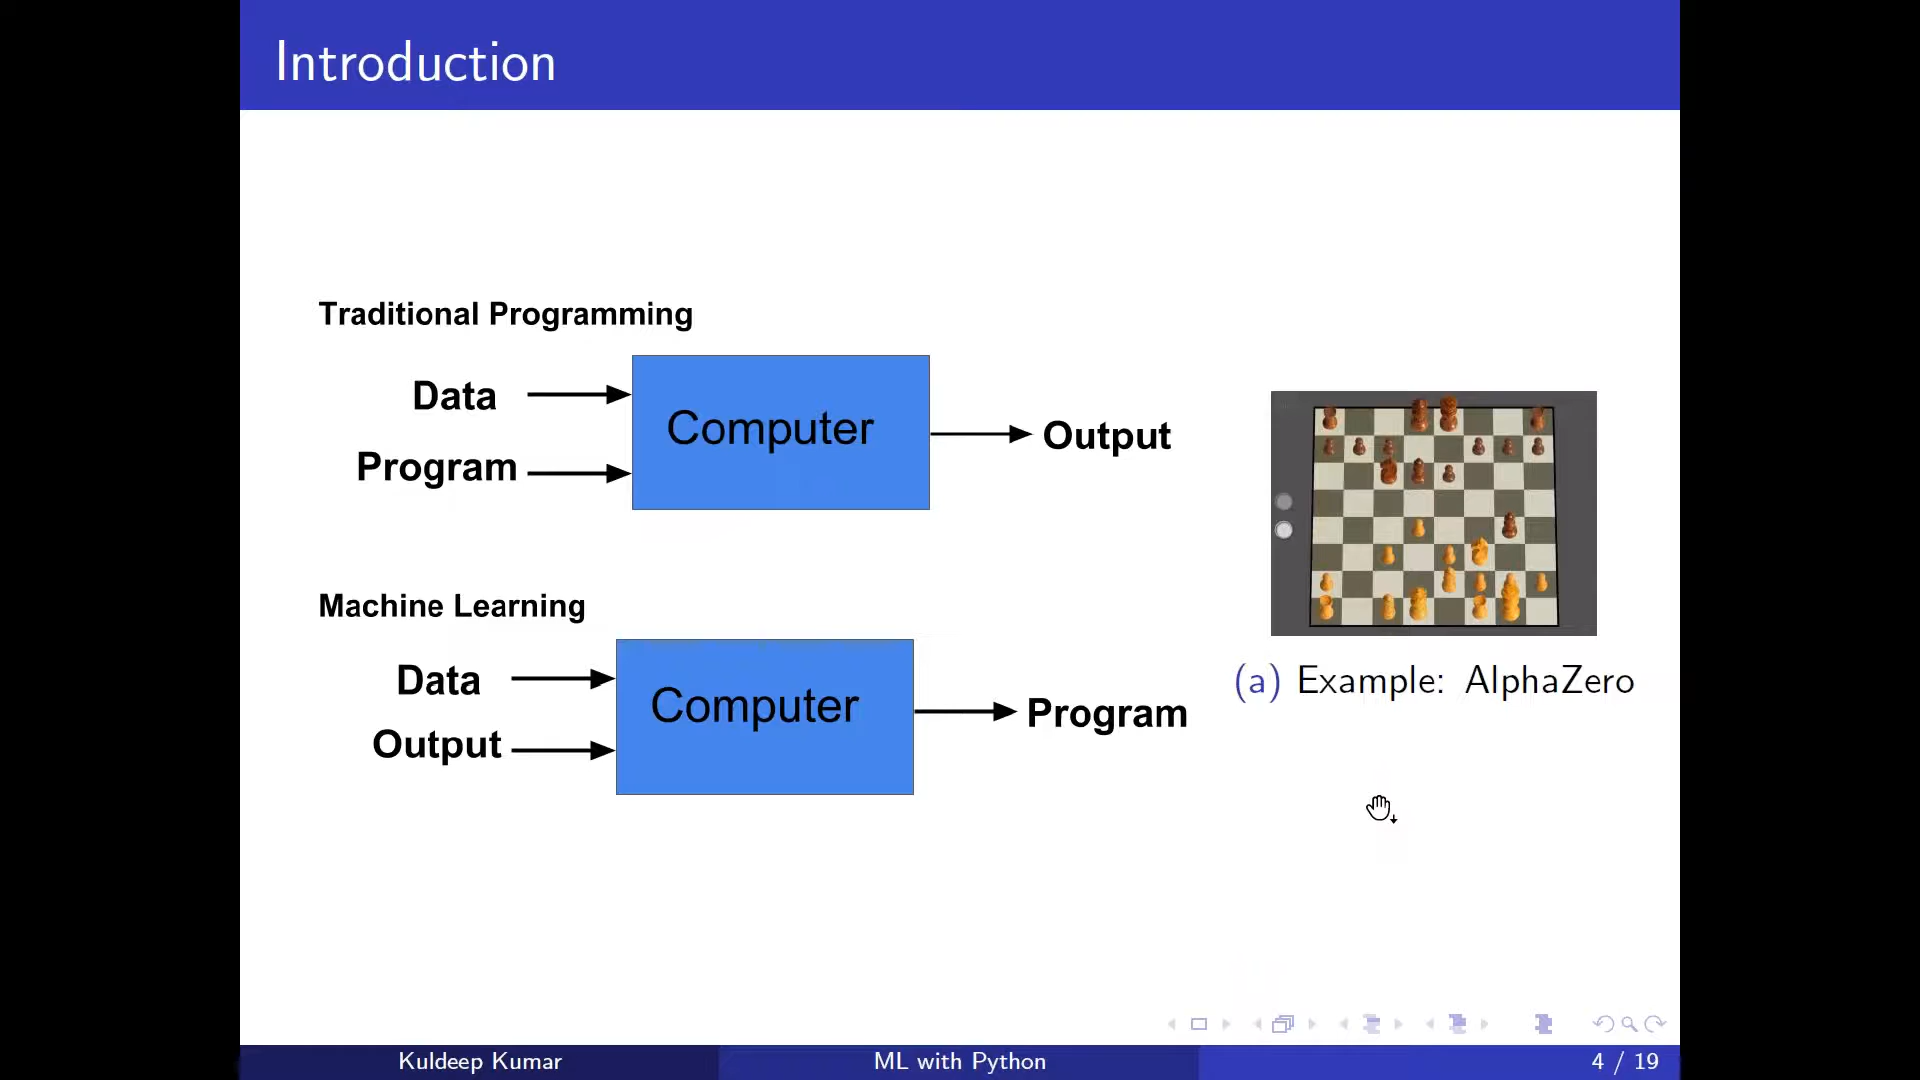 Introduction
Traditional Programming
Data
Program
Computer
Output
Machine Learning
Data
Output
Computer
Program
(a) Example: AlphaZero
Kuldeep Kumar
ML with Python
4 / 19